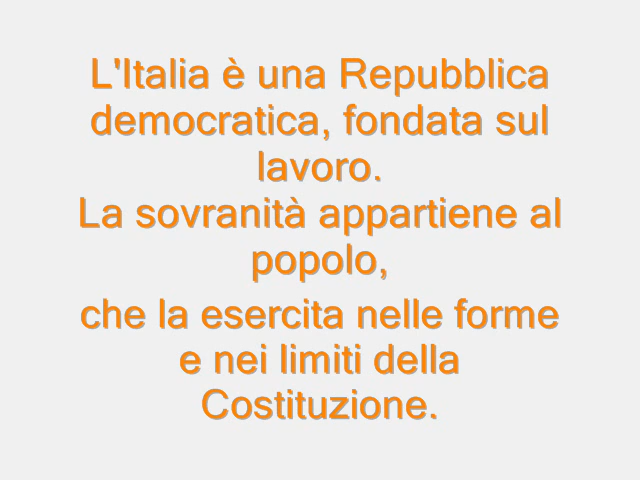 L'Italia è una Repubblica
democratica, fondata sul
lavoro.
La sovranità appartiene al
popolo,
che la esercita nelle forme
e nei limiti della
Costituzione.